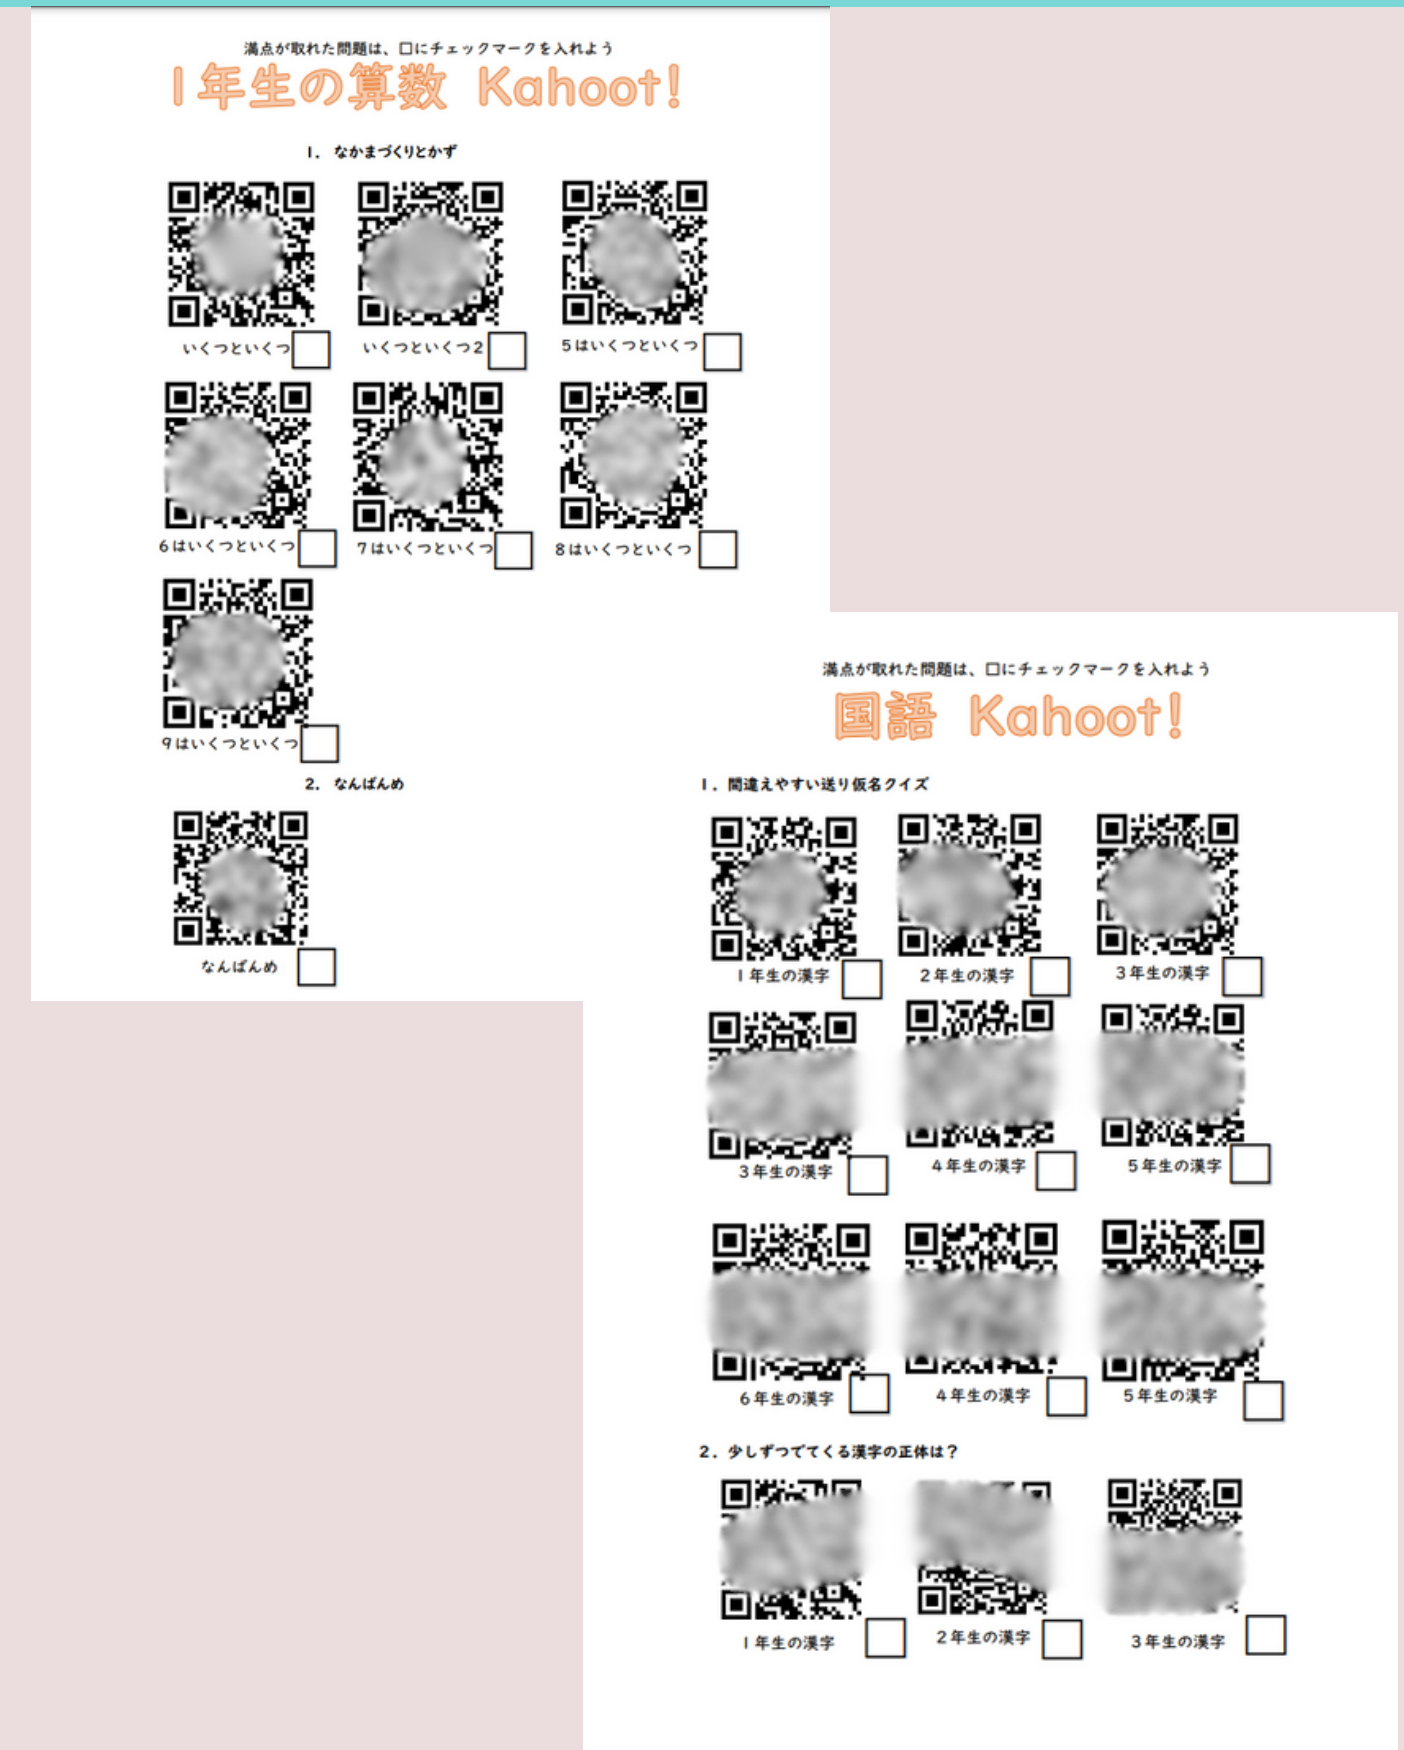 満点が取れた問題は、□にチェックマークを入れよう
1年生の算数 Kahoot!
1. なかまづくりとかず
いくつといくつ
いくつといくつ2
5はいくつといくつ
6はいくつといくつ
7はいくつといくつ
8はいくつといくつ
9はいくつといくつ
2. なんばんめ
なんばんめ
満点が取れた問題は、□にチェックマークを入れよう
国語 Kahoot!
1. 間違えやすい送り仮名クイズ
1年生の漢字
2年生の漢字
3年生の漢字
3年生の漢字
4年生の漢字
5年生の漢字
6年生の漢字
4年生の漢字
5年生の漢字
2. 少しずつでてくる漢字の正体は?
1年生の漢字
2年生の漢字
3年生の漢字